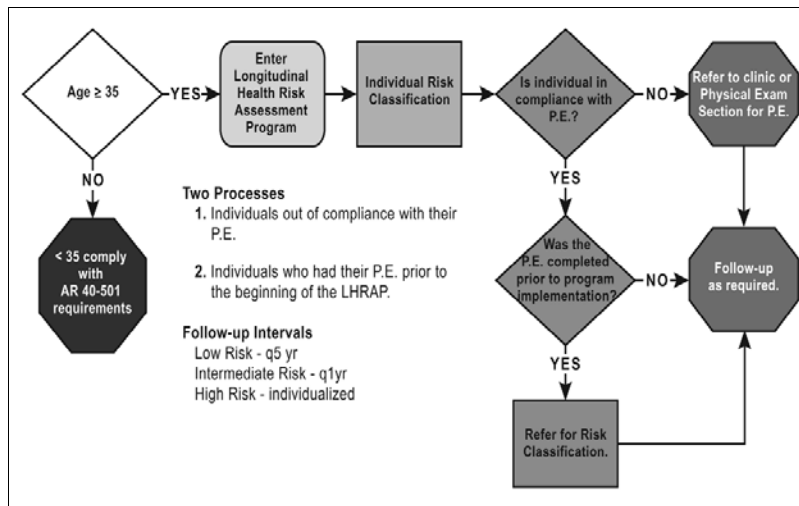 Age ≥ 35
YES
Enter
Longitudinal
Health Risk
Assessment
Program
Individual Risk
Classification
Is individual in
compliance with
P.E.?
NO
Refer to clinic or
Physical Exam
Section for P.E.
NO
YES
< 35 comply
with
AR 40-501
requirements
Two Processes
1. Individuals out of compliance with their
P.E.
2. Individuals who had their P.E. prior to
the beginning of the LHRAP.
Follow-up Intervals
Low Risk - q5 yr
Intermediate Risk - q1yr
High Risk - individualized
Was the
P.E. completed
prior to program
implementation?
NO
Follow-up
as required.
YES
Refer for Risk
Classification.